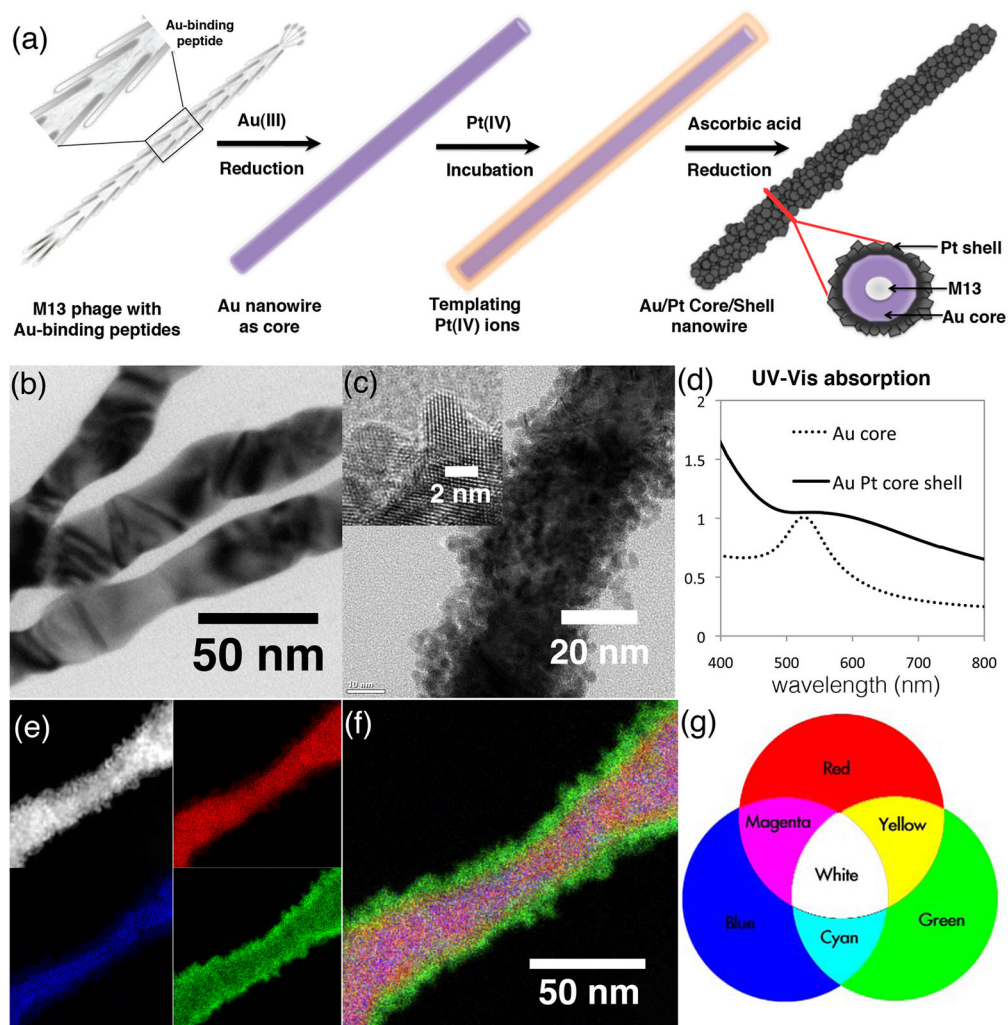 (a)
Au-binding
peptide
Au(III)
Reduction
Pt(IV)
Incubation
Ascorbic acid
Reduction
Pt shell
M13
Au core
M13 phage with
Au-binding peptides
Au nanowire
as core
Templating
Pt(IV) ions
Au/Pt Core/Shell
nanowire
(b)
50 nm
(c)
2 nm
20 nm
10 nm
(d)
UV-Vis absorption
2
1.5
1
0.5
0
Au core
Au Pt core shell
400 500 600 700 800
wavelength (nm)
(e)
(f)
50 nm
(g)
Red
Magenta
Yellow
White
Blue
Cyan
Green